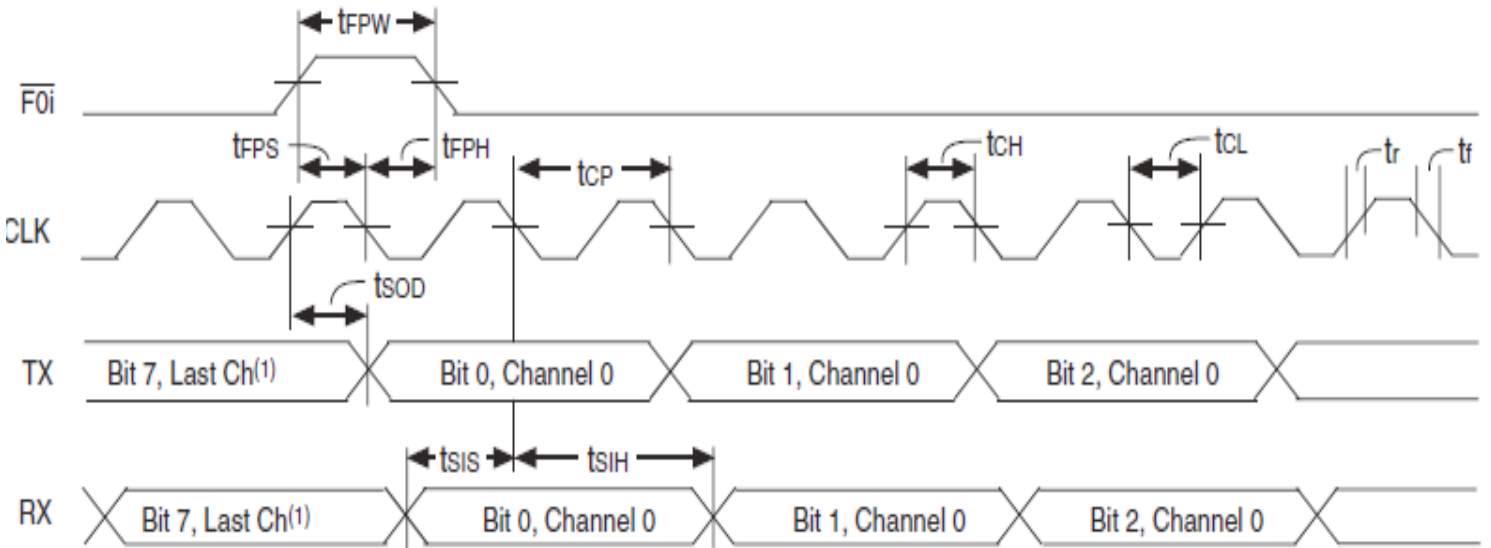 tFPW
F0i
tFPS tFPH tCP tCH tCL tr tf
CLK
tSOD
TX Bit 7, Last Ch(1) Bit 0, Channel 0 Bit 1, Channel 0 Bit 2, Channel 0
tSIS tSIH
RX Bit 7, Last Ch(1) Bit 0, Channel 0 Bit 1, Channel 0 Bit 2, Channel 0